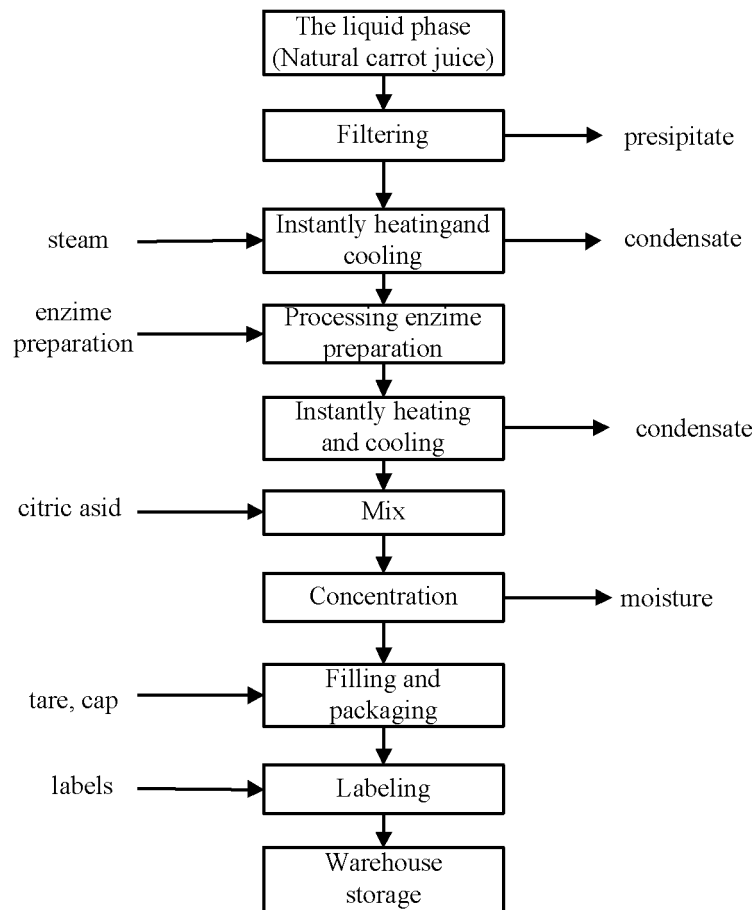 The liquid phase
(Natural carrot juice)
Filtering
presipitate
steam
Instantly heatingand
cooling
condensate
enzime
preparation
Processing enzime
preparation
Instantly heating
and cooling
condensate
citric asid
Mix
Concentration
moisture
tare, cap
Filling and
packaging
labels
Labeling
Warehouse
storage